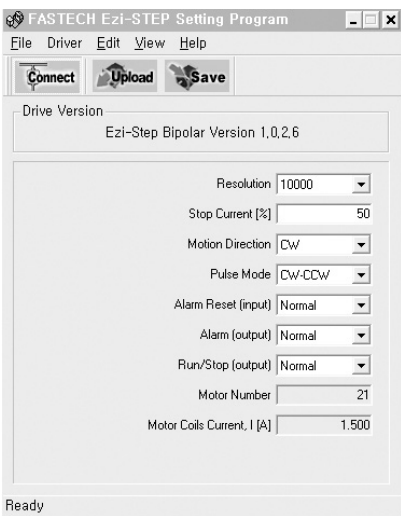 FASTECH Ezi-STEP Setting Program
File Driver Edit View Help
Connect Upload Save
Drive Version
Ezi-Step Bipolar Version 1,0,2,6
Resolution 10000
Stop Current [%] 50
Motion Direction CW
Pulse Mode CW-CCW
Alarm Reset (input) Normal
Alarm (output) Normal
Run/Stop (output) Normal
Motor Number 21
Motor Coils Current, I [A] 1.500
Ready